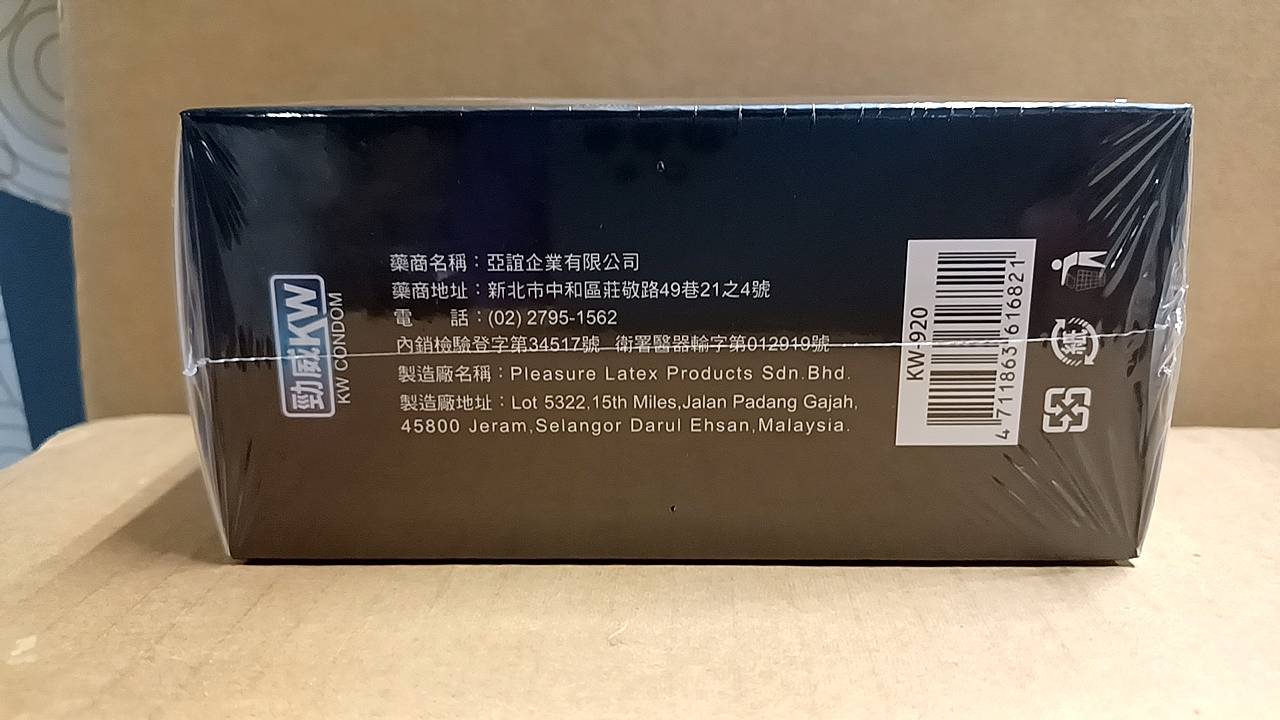 勁威KW
KW CONDOM
藥商名稱：亞誼企業有限公司
藥商地址：新北市中和區莊敬路49巷21之4號
電　　話：(02) 2795-1562
內銷檢驗登字第34517號　衛署醫器輸字第012919號
製造廠名稱：Pleasure Latex Products Sdn.Bhd.
製造廠地址：Lot 5322,15th Miles,Jalan Padang Gajah,
45800 Jeram,Selangor Darul Ehsan,Malaysia.
KW-920
4 711863 616821
紙